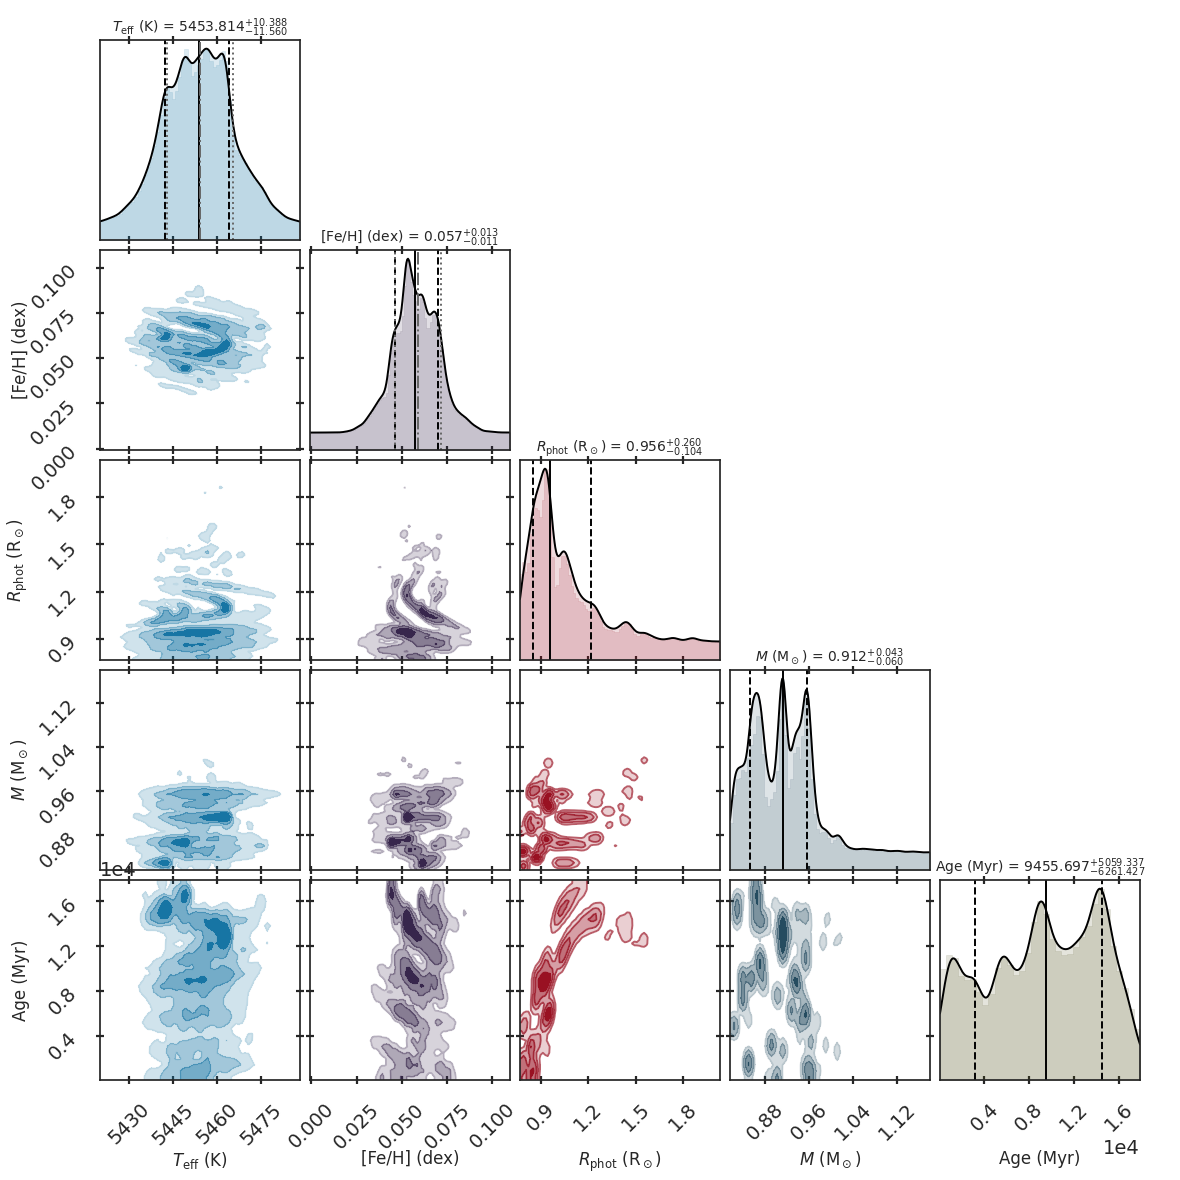 T_eff (K) = 5453.814 +10.388 −11.560
[Fe/H] (dex) = 0.057 +0.013 −0.011
[Fe/H] (dex)
0.100
0.075
0.050
0.025
0.000
R_phot (R⊙) = 0.956 +0.260 −0.104
R_phot (R⊙)
1.8
1.5
1.2
0.9
M (M⊙) = 0.912 +0.043 −0.060
M (M⊙)
1.12
1.04
0.96
0.88
1e4
Age (Myr) = 9455.697 +5059.337 −6261.427
Age (Myr)
1.6
1.2
0.8
0.4
5430 5445 5460 5475 0.000 0.025 0.050 0.075 0.100 0.9 1.2 1.5 1.8 0.88 0.96 1.04 1.12 0.4 0.8 1.2 1.6
1e4
T_eff (K) [Fe/H] (dex) R_phot (R⊙) M (M⊙) Age (Myr)